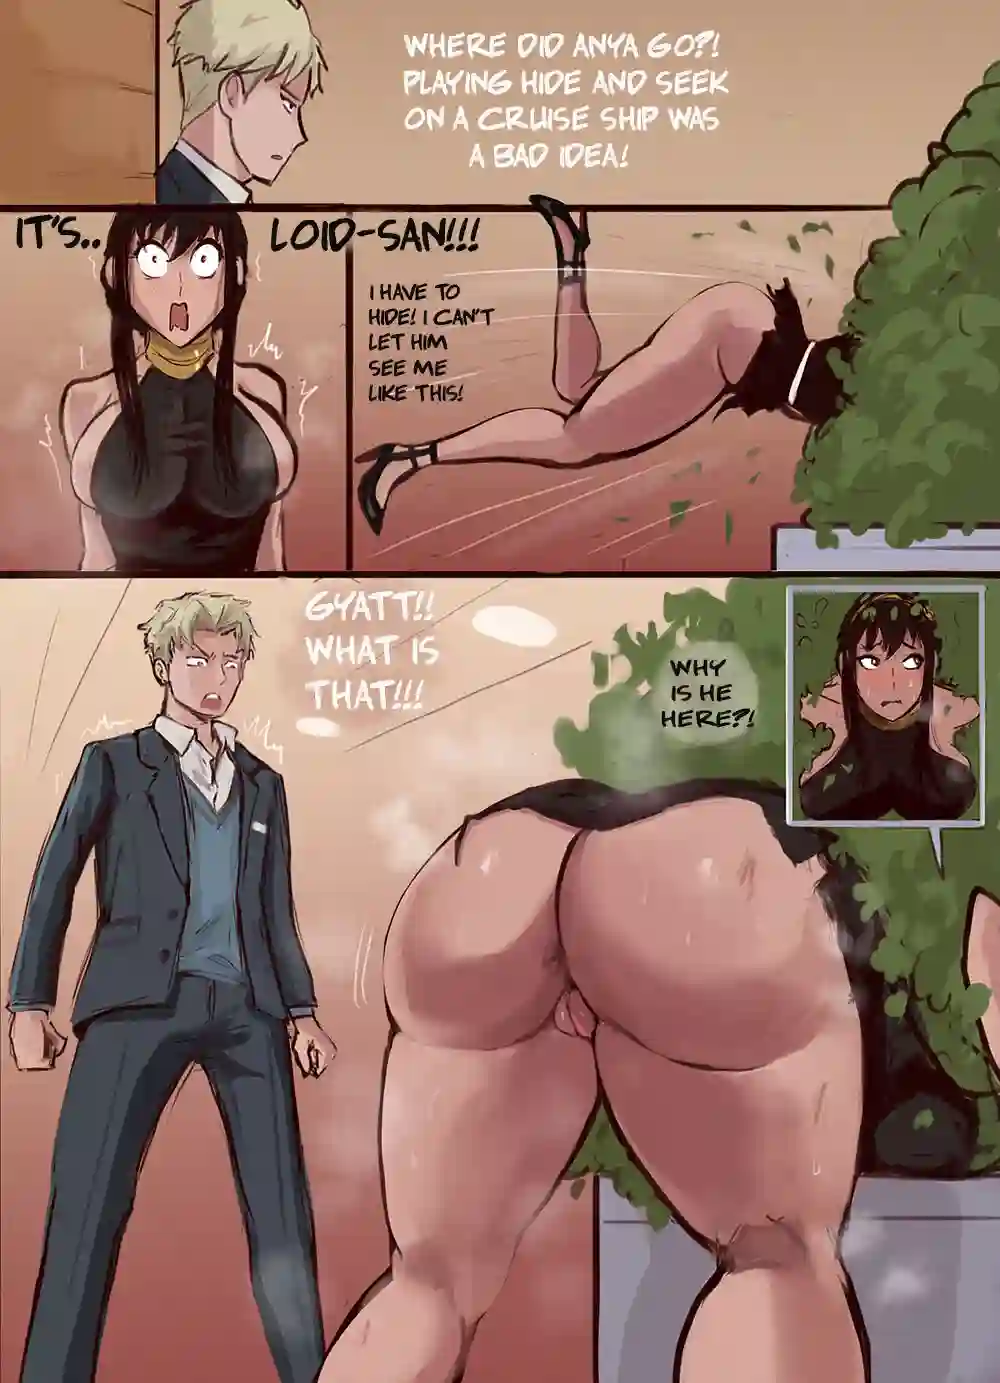 WHERE DID ANYA GO?!
PLAYING HIDE AND SEEK
ON A CRUISE SHIP WAS
A BAD IDEA!
IT'S..
LOID-SAN!!!
I HAVE TO
HIDE! I CAN'T
LET HIM
SEE ME
LIKE THIS!
GYATT!!
WHAT IS
THAT!!!
WHY
IS HE
HERE?!